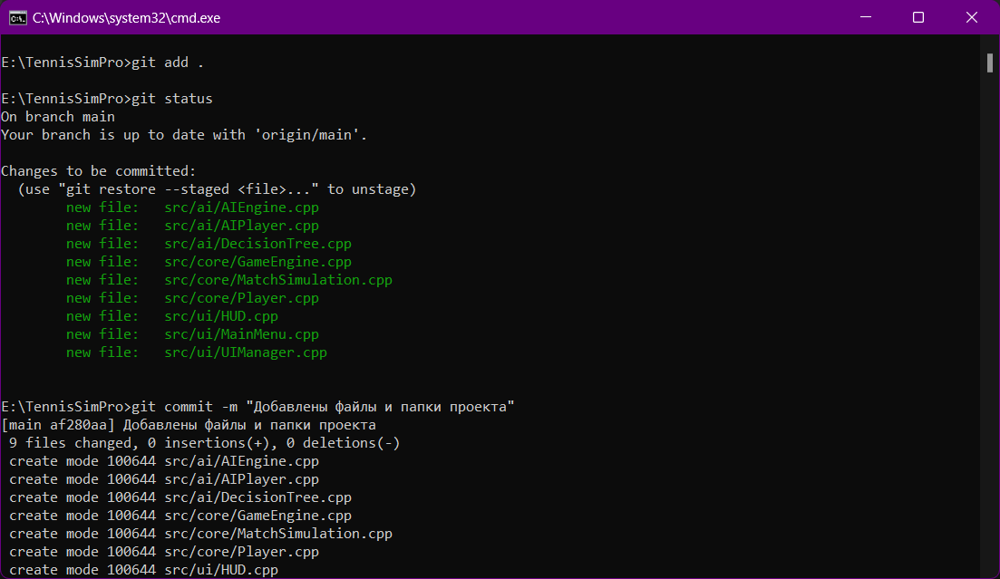 C:\Windows\system32\cmd.exe
E:\TennisSimPro>git add .
E:\TennisSimPro>git status
On branch main
Your branch is up to date with 'origin/main'.
Changes to be committed:
  (use "git restore --staged <file>..." to unstage)
        new file:   src/ai/AIEngine.cpp
        new file:   src/ai/AIPlayer.cpp
        new file:   src/ai/DecisionTree.cpp
        new file:   src/core/GameEngine.cpp
        new file:   src/core/MatchSimulation.cpp
        new file:   src/core/Player.cpp
        new file:   src/ui/HUD.cpp
        new file:   src/ui/MainMenu.cpp
        new file:   src/ui/UIManager.cpp
E:\TennisSimPro>git commit -m "Добавлены файлы и папки проекта"
[main af280aa] Добавлены файлы и папки проекта
 9 files changed, 0 insertions(+), 0 deletions(-)
 create mode 100644 src/ai/AIEngine.cpp
 create mode 100644 src/ai/AIPlayer.cpp
 create mode 100644 src/ai/DecisionTree.cpp
 create mode 100644 src/core/GameEngine.cpp
 create mode 100644 src/core/MatchSimulation.cpp
 create mode 100644 src/core/Player.cpp
 create mode 100644 src/ui/HUD.cpp